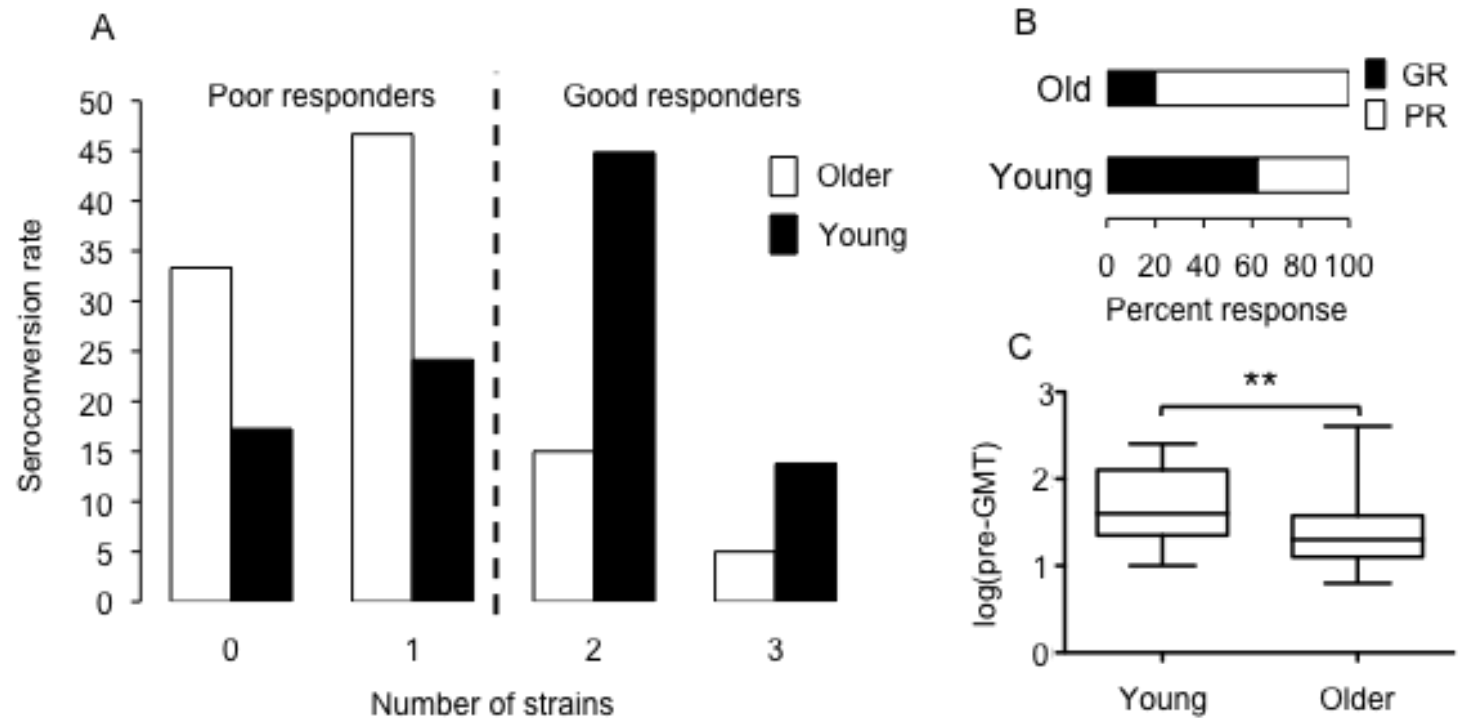 A
Poor responders
Good responders
50
45
40
35
30
25
20
15
10
5
0
Seroconversion rate
Older
Young
0 1 2 3
Number of strains
B
Old
Young
GR
PR
0 20 40 60 80 100
Percent response
C
**
3
2
1
0
log(pre-GMT)
Young Older